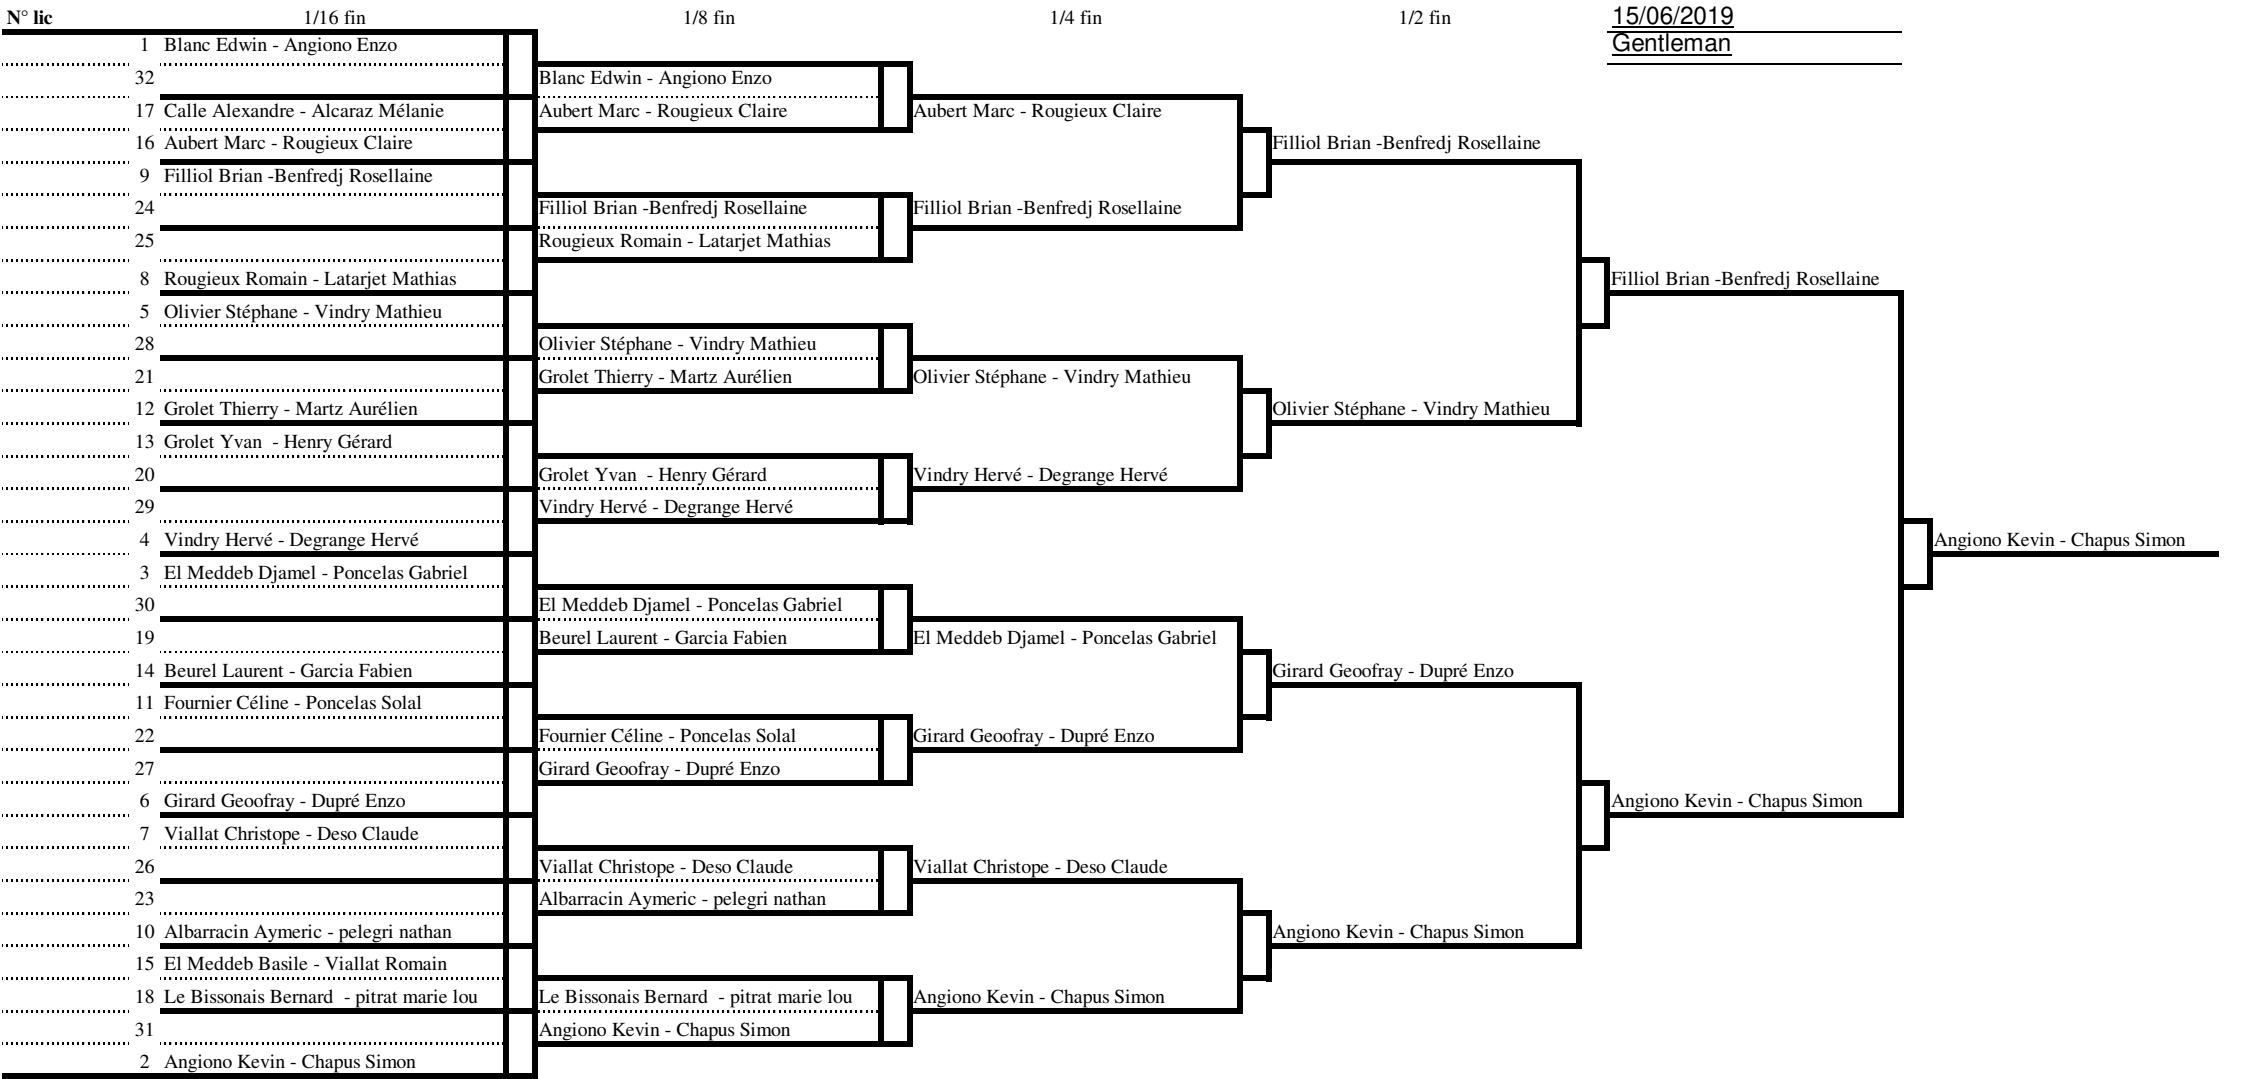 N° lic 1/16 fin 1/8 fin 1/4 fin 1/2 fin 15/06/2019
Gentleman
1 Blanc Edwin - Angiono Enzo
32
17 Calle Alexandre - Alcaraz Mélanie
16 Aubert Marc - Rougieux Claire
9 Filliol Brian -Benfredj Rosellaine
24
25
8 Rougieux Romain - Latarjet Mathias
5 Olivier Stéphane - Vindry Mathieu
28
21
12 Grolet Thierry - Martz Aurélien
13 Grolet Yvan - Henry Gérard
20
29
4 Vindry Hervé - Degrange Hervé
3 El Meddeb Djamel - Poncelas Gabriel
30
19
14 Beurel Laurent - Garcia Fabien
11 Fournier Céline - Poncelas Solal
22
27
6 Girard Geoofray - Dupré Enzo
7 Viallat Christope - Deso Claude
26
23
10 Albarracin Aymeric - pelegri nathan
15 El Meddeb Basile - Viallat Romain
18 Le Bissonais Bernard - pitrat marie lou
31
2 Angiono Kevin - Chapus Simon
Blanc Edwin - Angiono Enzo
Aubert Marc - Rougieux Claire
Filliol Brian -Benfredj Rosellaine
Rougieux Romain - Latarjet Mathias
Olivier Stéphane - Vindry Mathieu
Grolet Thierry - Martz Aurélien
Grolet Yvan - Henry Gérard
Vindry Hervé - Degrange Hervé
El Meddeb Djamel - Poncelas Gabriel
Beurel Laurent - Garcia Fabien
Fournier Céline - Poncelas Solal
Girard Geoofray - Dupré Enzo
Viallat Christope - Deso Claude
Albarracin Aymeric - pelegri nathan
Le Bissonais Bernard - pitrat marie lou
Angiono Kevin - Chapus Simon
Aubert Marc - Rougieux Claire
Filliol Brian -Benfredj Rosellaine
Olivier Stéphane - Vindry Mathieu
Vindry Hervé - Degrange Hervé
El Meddeb Djamel - Poncelas Gabriel
Girard Geoofray - Dupré Enzo
Viallat Christope - Deso Claude
Angiono Kevin - Chapus Simon
Filliol Brian -Benfredj Rosellaine
Olivier Stéphane - Vindry Mathieu
Girard Geoofray - Dupré Enzo
Angiono Kevin - Chapus Simon
Filliol Brian -Benfredj Rosellaine
Angiono Kevin - Chapus Simon
Angiono Kevin - Chapus Simon